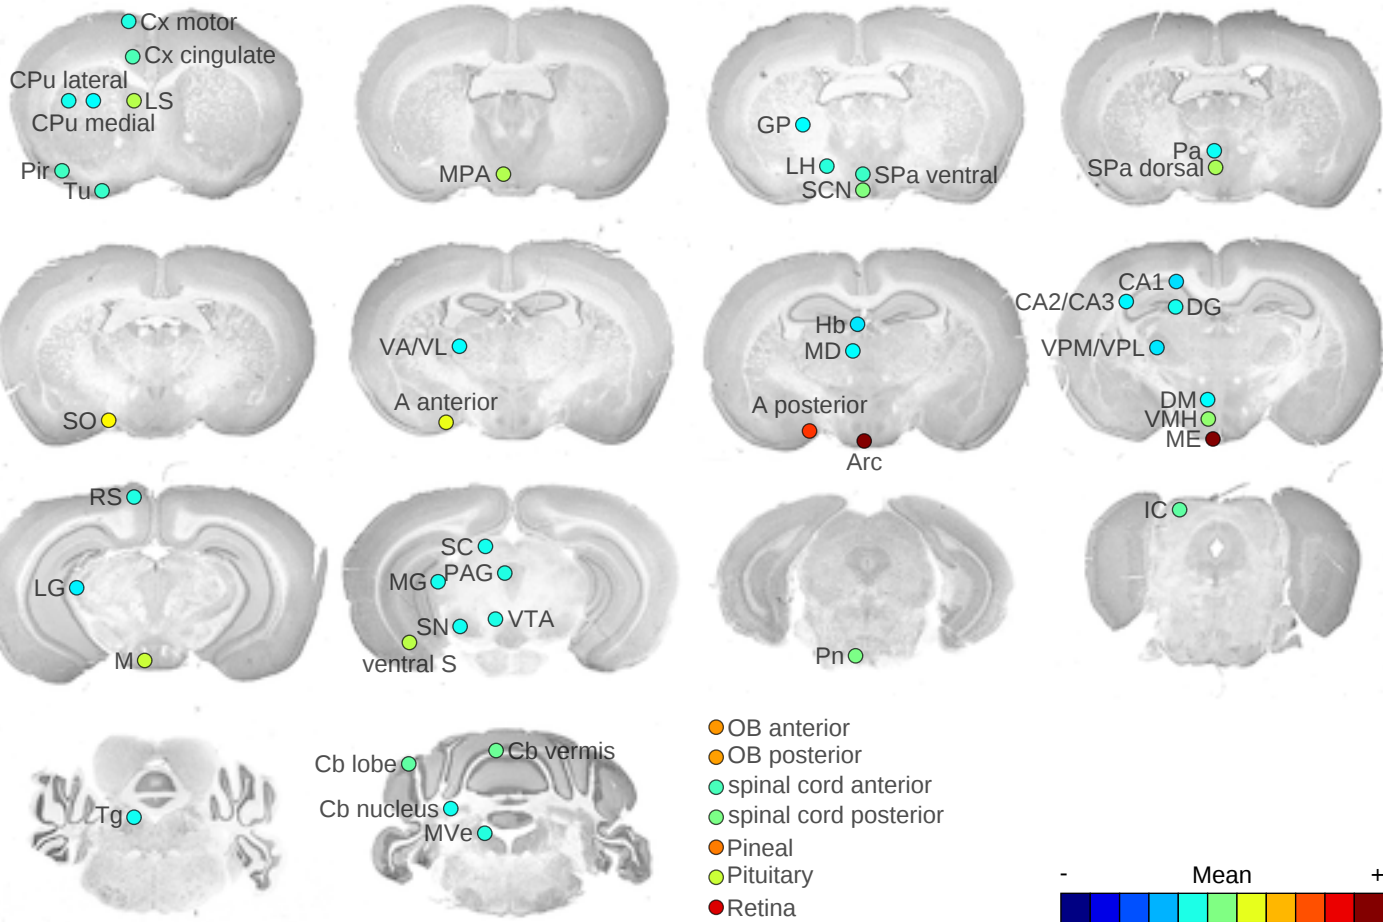 Cx motor
Cx cingulate
CPu lateral
LS
CPu medial
Pir
Tu
MPA
GP
LH
SPa ventral
SCN
Pa
SPa dorsal
SO
VA/VL
A anterior
Hb
MD
A posterior
Arc
CA1
CA2/CA3
DG
VPM/VPL
DM
VMH
ME
RS
LG
M
SC
MG
PAG
SN
VTA
ventral S
Pn
IC
Tg
Cb lobe
Cb vermis
Cb nucleus
MVe
OB anterior
OB posterior
spinal cord anterior
spinal cord posterior
Pineal
Pituitary
Retina
- Mean +